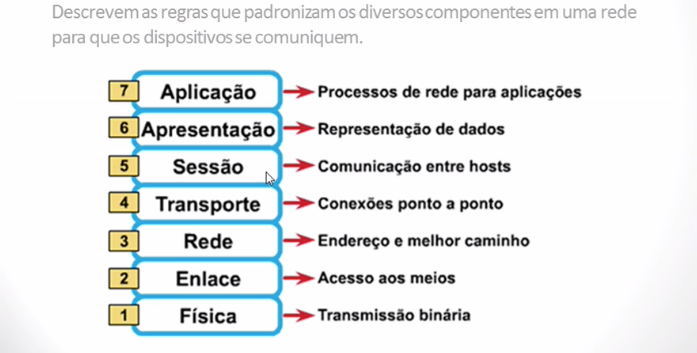 Descrevem as regras que padronizam os diversos componentes em uma rede
para que os dispositivos se comuniquem.
7 Aplicação Processos de rede para aplicações
6 Apresentação Representação de dados
5 Sessão Comunicação entre hosts
4 Transporte Conexões ponto a ponto
3 Rede Endereço e melhor caminho
2 Enlace Acesso aos meios
1 Física Transmissão binária